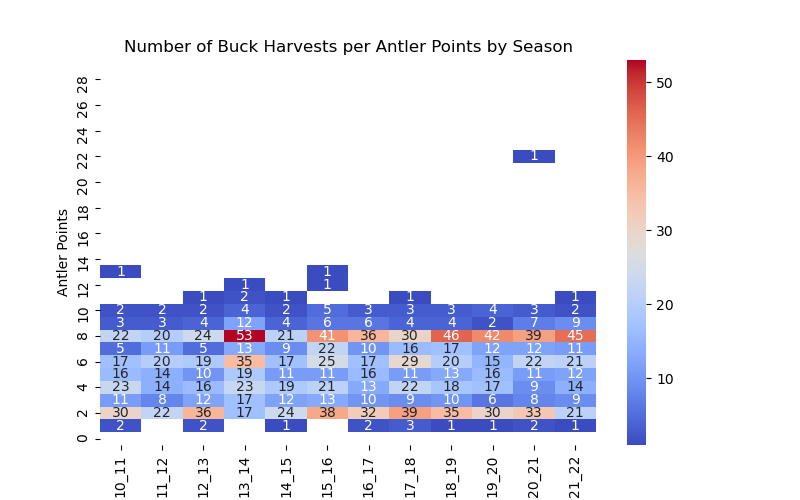 Number of Buck Harvests per Antler Points by Season
Antler Points
28
26
24
22 1
20
18
16
14
1 1
12 1 1
1 2 1 1 1
10 2 2 2 4 2 5 3 3 3 4 3 2
3 3 4 12 4 6 6 4 4 2 7 9
8 22 20 24 53 21 41 36 30 46 42 39 45
5 11 5 13 9 22 10 16 17 12 12 11
6 17 20 19 35 17 25 17 29 20 15 22 21
16 14 10 19 11 11 16 11 13 16 11 12
4 23 14 16 23 19 21 13 22 18 17 9 14
11 8 12 17 12 13 10 9 10 6 8 9
2 30 22 36 17 24 38 32 39 35 30 33 21
2 2 1 2 3 1 1 2 1
0
10_11 11_12 12_13 13_14 14_15 15_16 16_17 17_18 18_19 19_20 20_21 21_22
50
40
30
20
10